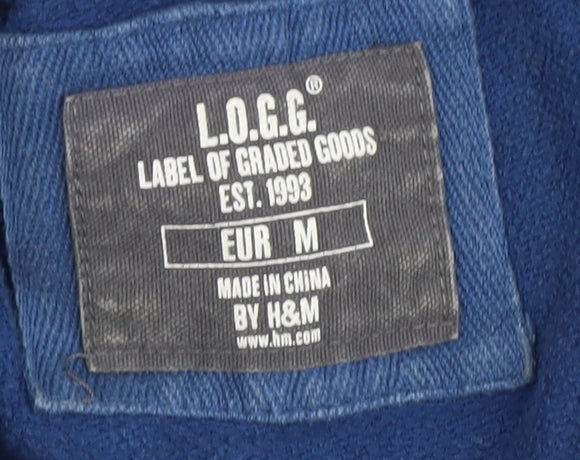 L.O.G.G.®
LABEL OF GRADED GOODS
EST. 1993
EUR M
MADE IN CHINA
BY H&M
www.hm.com